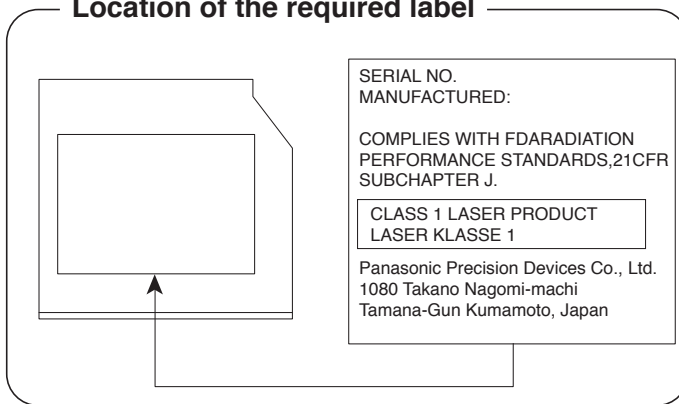 Location of the required label
SERIAL NO.
MANUFACTURED:
COMPLIES WITH FDARADIATION
PERFORMANCE STANDARDS,21CFR
SUBCHAPTER J.
CLASS 1 LASER PRODUCT
LASER KLASSE 1
Panasonic Precision Devices Co., Ltd.
1080 Takano Nagomi-machi
Tamana-Gun Kumamoto, Japan